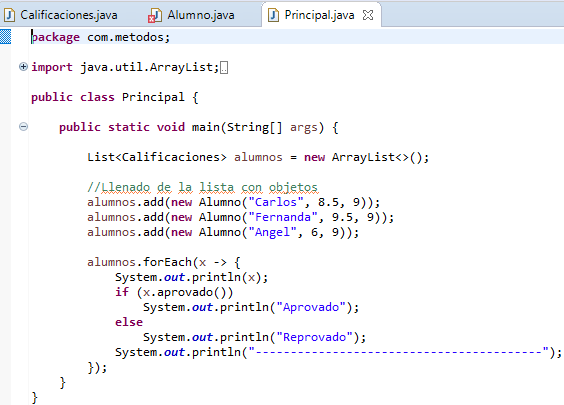 Calificaciones.java Alumno.java Principal.java
package com.metodos;
import java.util.ArrayList;
public class Principal {
public static void main(String[] args) {
List<Calificaciones> alumnos = new ArrayList<>();
//Llenado de la lista con objetos
alumnos.add(new Alumno("Carlos", 8.5, 9));
alumnos.add(new Alumno("Fernanda", 9.5, 9));
alumnos.add(new Alumno("Angel", 6, 9));
alumnos.forEach(x -> {
System.out.println(x);
if (x.aprovado())
System.out.println("Aprovado");
else
System.out.println("Reprovado");
System.out.println("-----------------------------------------");
});
}
}